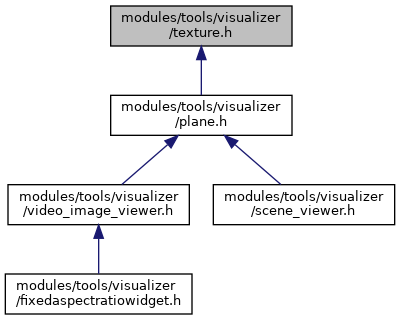 modules/tools/visualizer
/texture.h
modules/tools/visualizer
/plane.h
modules/tools/visualizer
/video_image_viewer.h
modules/tools/visualizer
/scene_viewer.h
modules/tools/visualizer
/fixedaspectratiowidget.h